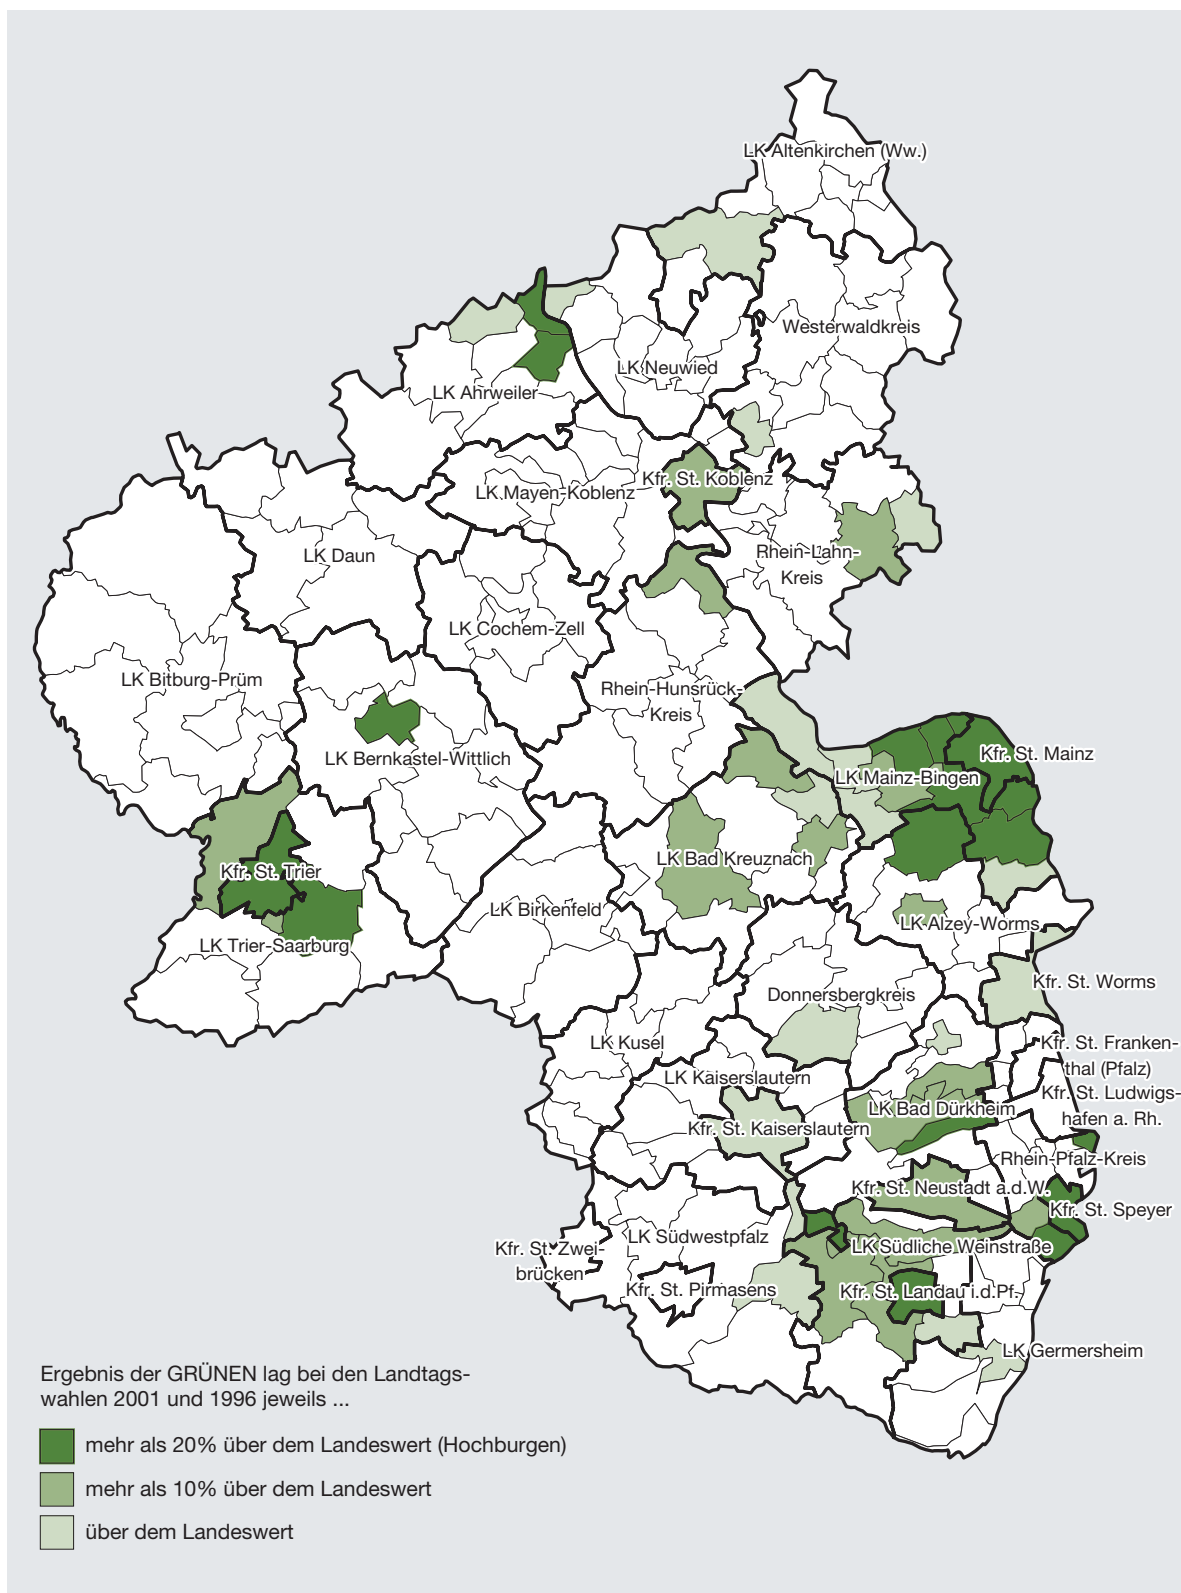 LK Altenkirchen (Ww.)
Westerwaldkreis
LK Neuwied
LK Ahrweiler
Kfr. St. Koblenz
LK Mayen-Koblenz
Rhein-Lahn-
Kreis
LK Daun
LK Cochem-Zell
LK Bitburg-Prüm
Rhein-Hunsrück-
Kreis
LK Bernkastel-Wittlich
Kfr. St. Mainz
LK Mainz-Bingen
LK Bad Kreuznach
Kfr. St. Trier
LK Birkenfeld
LK Alzey-Worms
LK Trier-Saarburg
Kfr. St. Worms
Donnersbergkreis
LK Kusel
Kfr. St. Franken-
thal (Pfalz)
LK Kaiserslautern
Kfr. St. Ludwigs-
hafen a. Rh.
LK Bad Dürkheim
Kfr. St. Kaiserslautern
Rhein-Pfalz-Kreis
Kfr. St. Neustadt a.d.W.
Kfr. St. Speyer
LK Südwestpfalz
LK Südliche Weinstraße
Kfr. St. Zwei-
brücken
Kfr. St. Pirmasens
Kfr. St. Landau i.d.Pf.
LK Germersheim
Ergebnis der GRÜNEN lag bei den Landtags-
wahlen 2001 und 1996 jeweils ...
mehr als 20% über dem Landeswert (Hochburgen)
mehr als 10% über dem Landeswert
über dem Landeswert